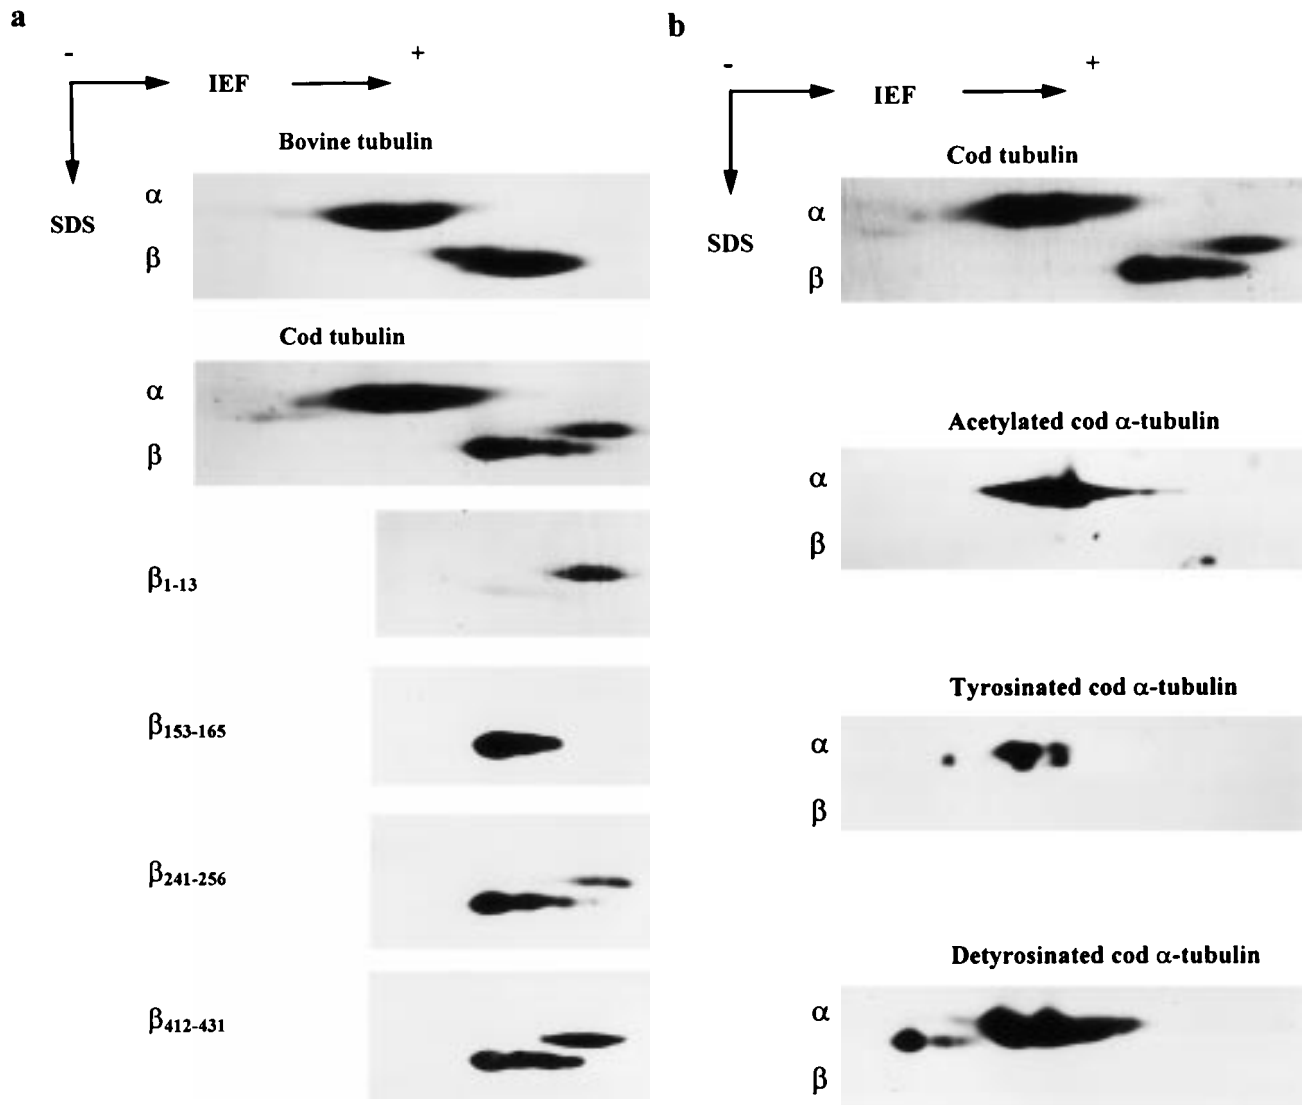 a
- +
IEF
SDS
Bovine tubulin
α
β
Cod tubulin
α
β
β1-13
β153-165
β241-256
β412-431
b
- +
IEF
SDS
Cod tubulin
α
β
Acetylated cod α-tubulin
α
β
Tyrosinated cod α-tubulin
α
β
Detyrosinated cod α-tubulin
α
β